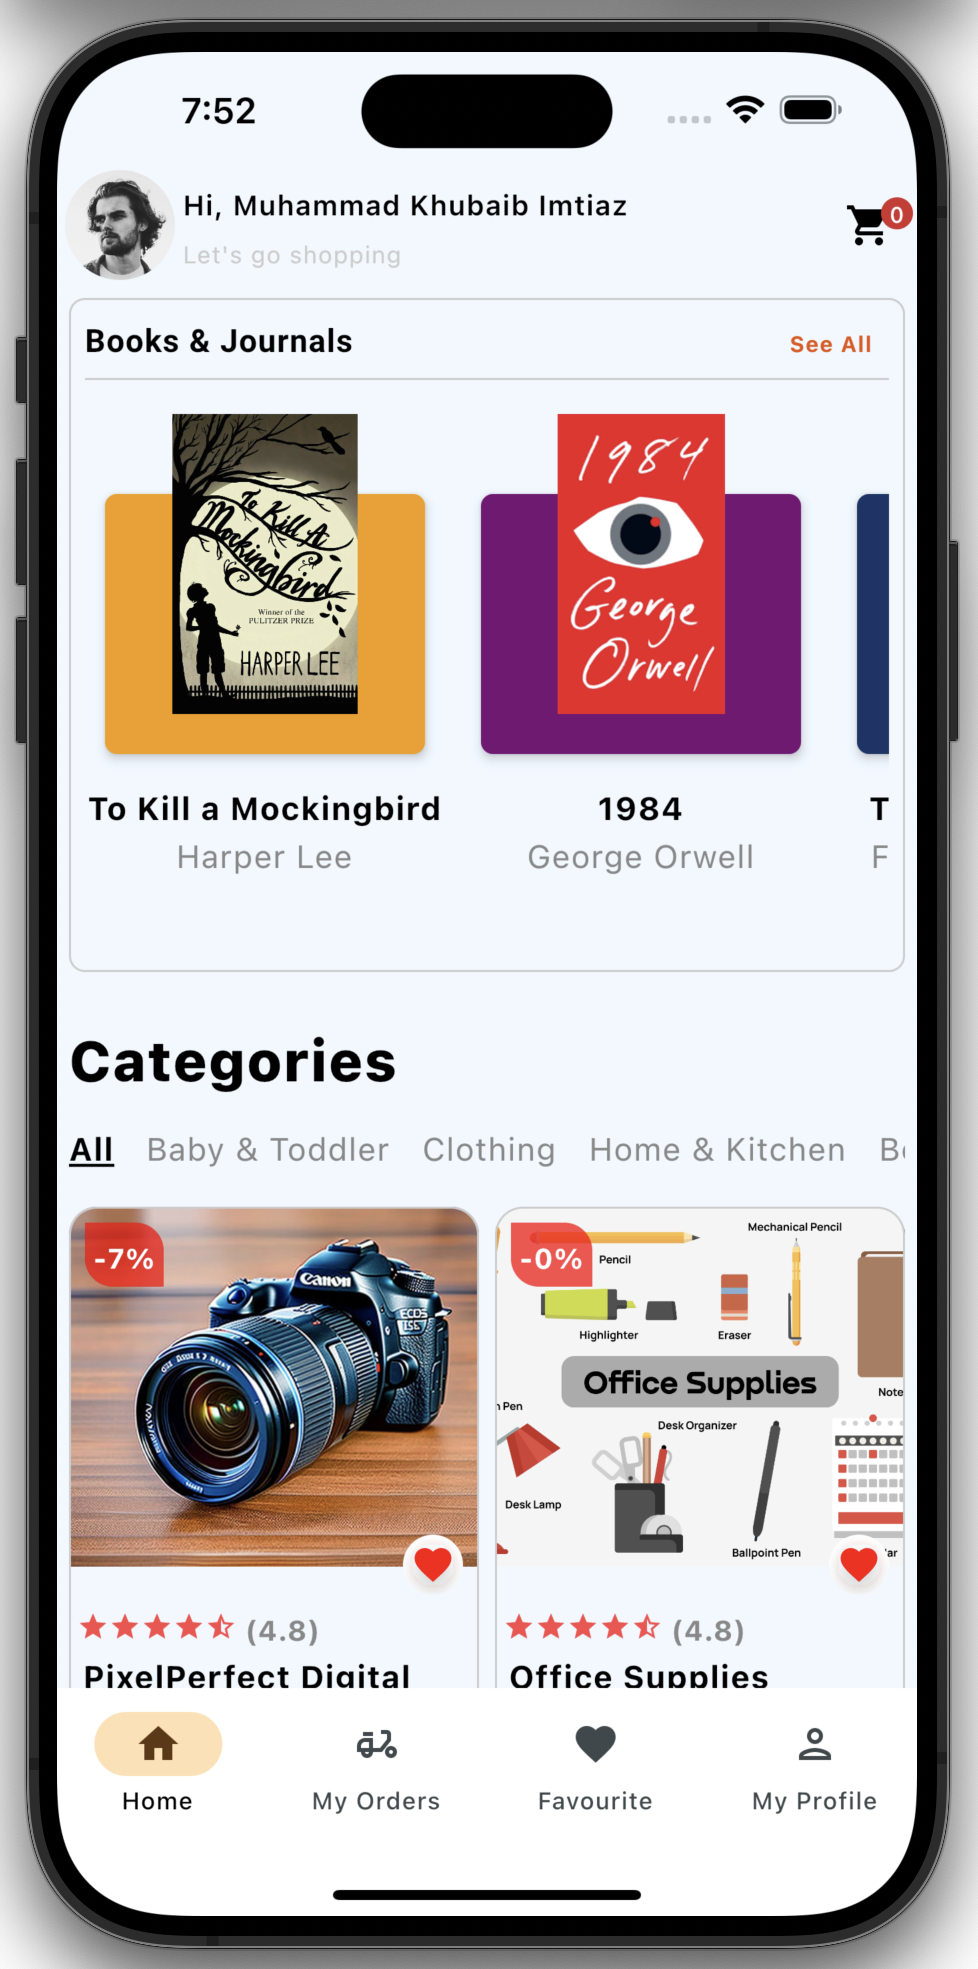 7:52
Hi, Muhammad Khubaib Imtiaz
0
Let's go shopping
Books & Journals
See All
To Kill A
Mockingbird
Winner of the
PULITZER PRIZE
HARPER LEE
1984
George
Orwell
To Kill a Mockingbird
Harper Lee
1984
George Orwell
T
F
Categories
All Baby & Toddler Clothing Home & Kitchen
-7%
Canon
-0%
Pencil
Mechanical Pencil
Highlighter
Eraser
Office Supplies
Note
Pen
Desk Organizer
Desk Lamp
Ballpoint Pen
ar
(4.8)
PixelPerfect Digital
(4.8)
Office Supplies
Home
My Orders
Favourite
My Profile